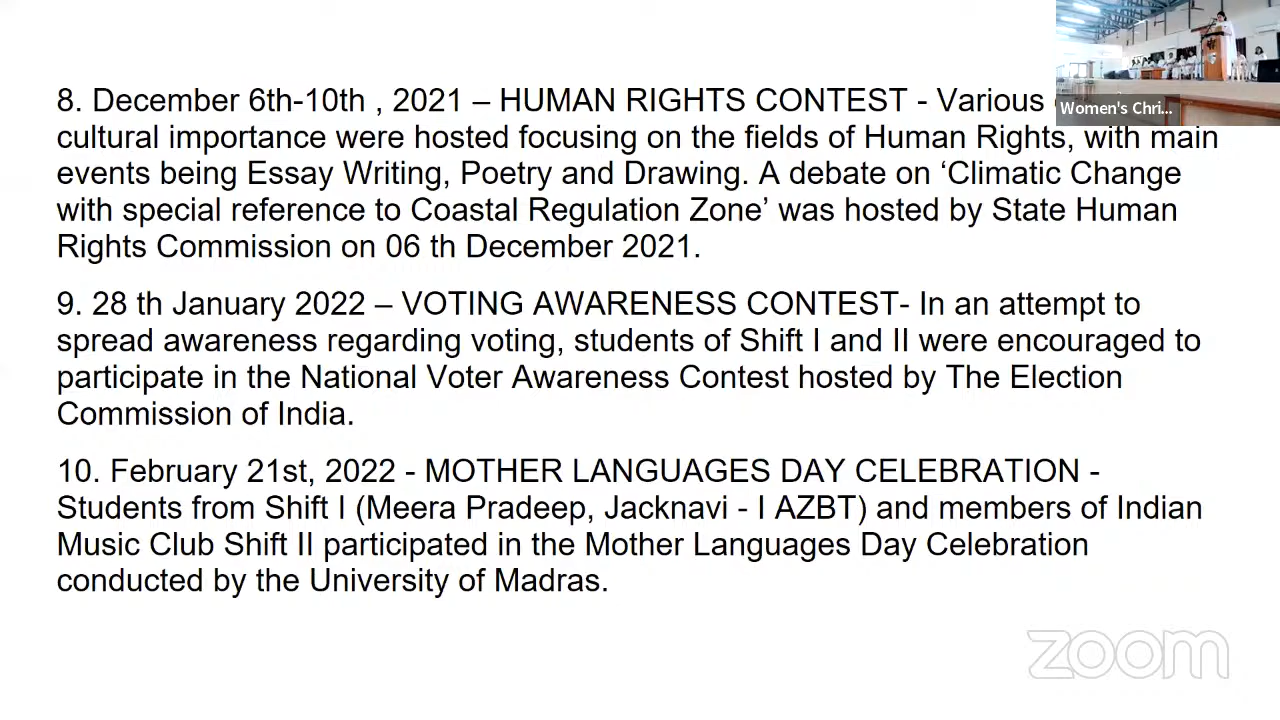 8. December 6th-10th , 2021 – HUMAN RIGHTS CONTEST - Various
cultural importance were hosted focusing on the fields of Human Rights, with main
events being Essay Writing, Poetry and Drawing. A debate on ‘Climatic Change
with special reference to Coastal Regulation Zone’ was hosted by State Human
Rights Commission on 06 th December 2021.
9. 28 th January 2022 – VOTING AWARENESS CONTEST- In an attempt to
spread awareness regarding voting, students of Shift I and II were encouraged to
participate in the National Voter Awareness Contest hosted by The Election
Commission of India.
10. February 21st, 2022 - MOTHER LANGUAGES DAY CELEBRATION -
Students from Shift I (Meera Pradeep, Jacknavi - I AZBT) and members of Indian
Music Club Shift II participated in the Mother Languages Day Celebration
conducted by the University of Madras.
Women's Chri...
zoom